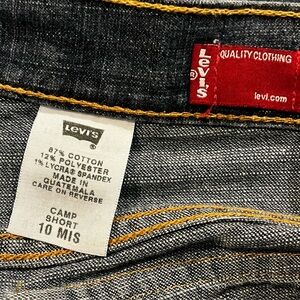 LEVI'S
®
QUALITY CLOTHING
levi.com
Levi's
87% COTTON
12% POLYESTER
1% LYCRA® SPANDEX
MADE IN
GUATEMALA
CARE ON REVERSE
CAMP
SHORT
10 MIS